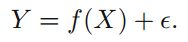 Y = f(X) + ϵ.